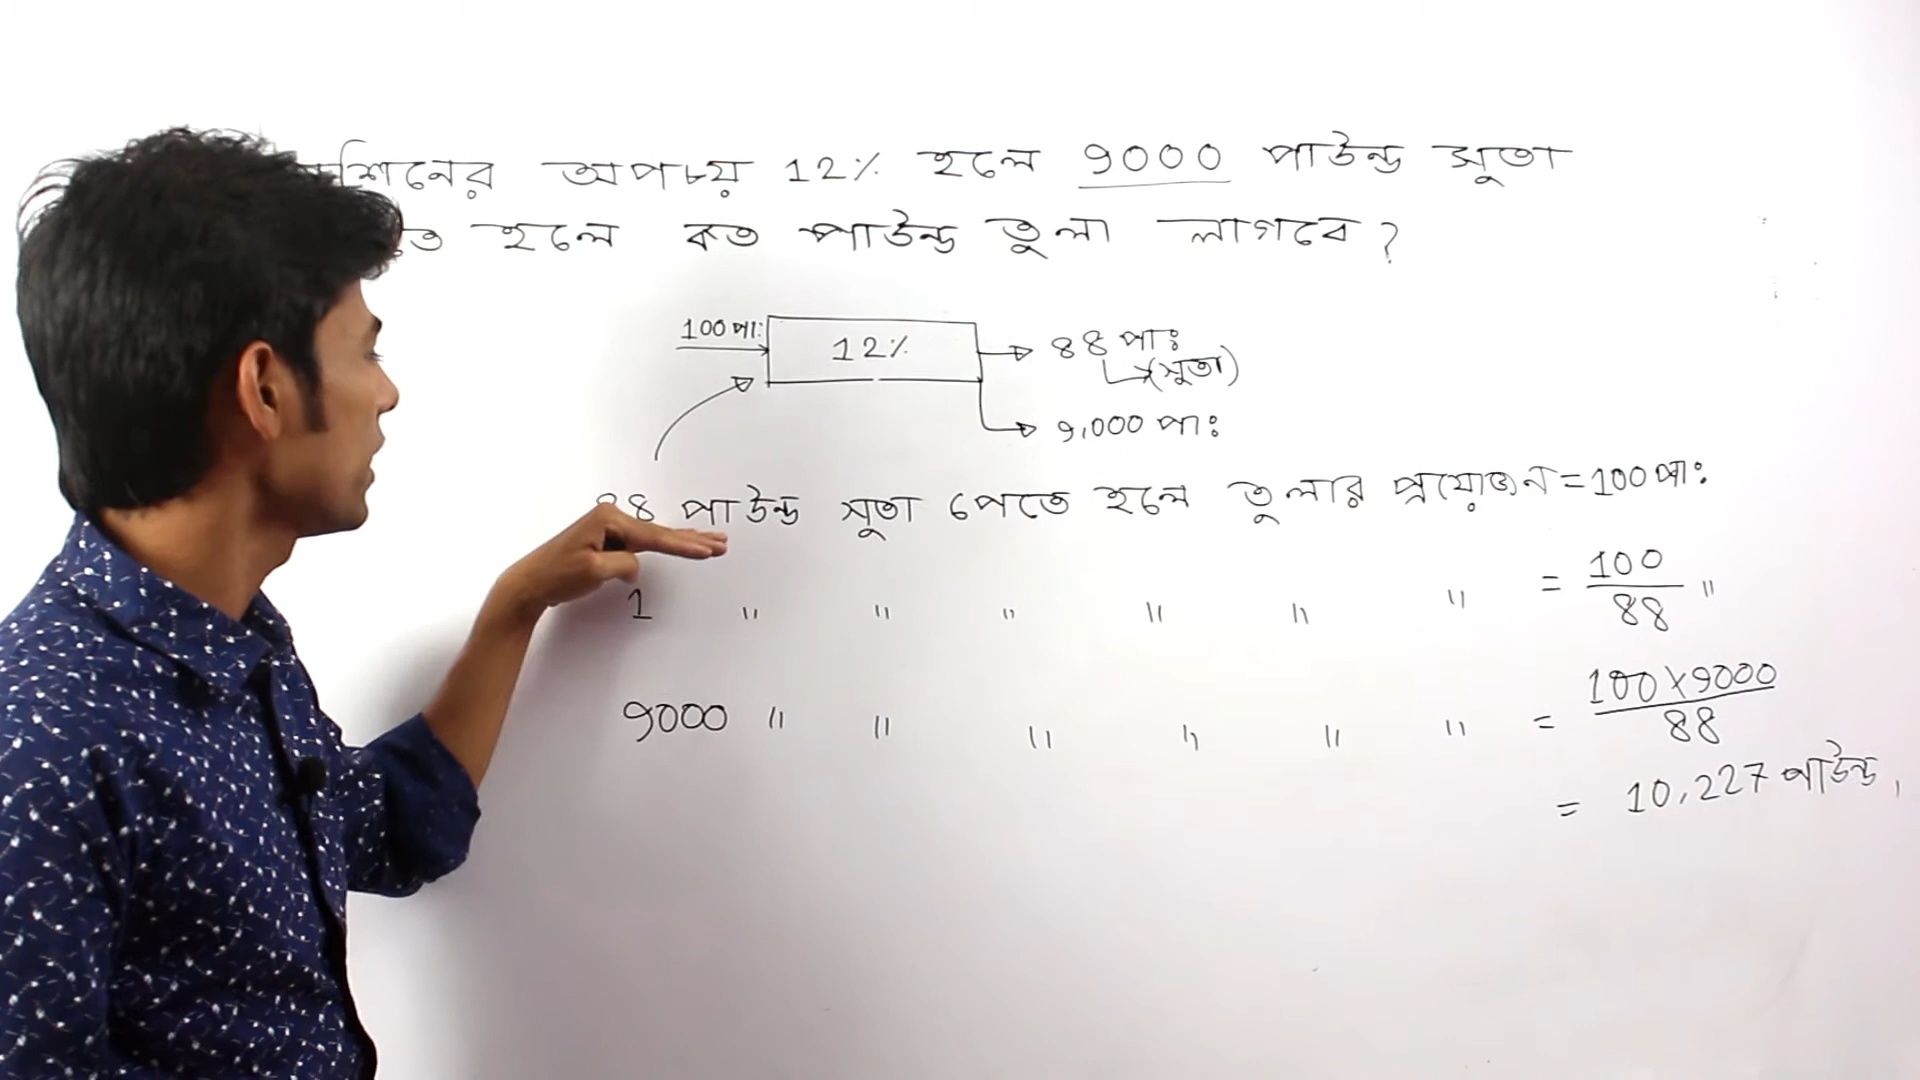 অপচয় 12% হলে 9000 পাউন্ড সুতা
হলে কত পাউন্ড তুলা লাগবে?
100 পা:
12%
88 পাঃ
(সুতা)
9,000 পাঃ
পাউন্ড সুতা পেতে হলে তুলার প্রয়োজন = 100 পাঃ
1 " " " " " " = 100/88 "
9000 " " " " " " = 100×9000/88
= 10,227 পাউন্ড,